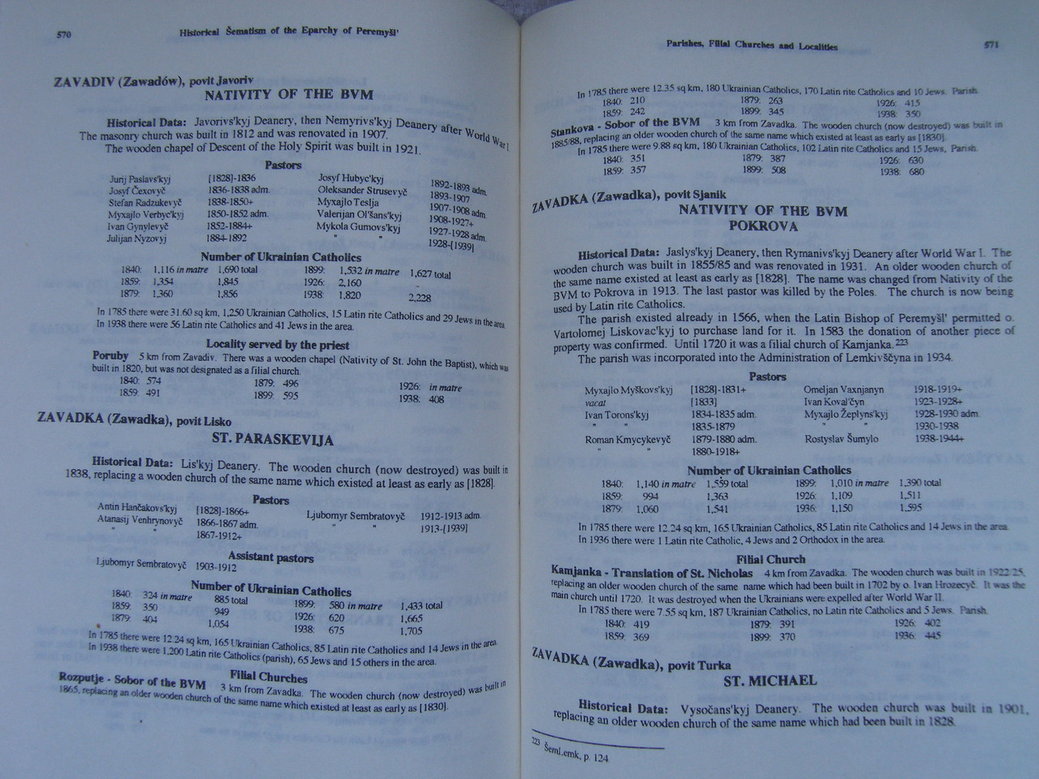 570
Historical Šematism of the Eparchy of Peremyšl'
ZAVADIV (Zawadów), povit Javoriv
NATIVITY OF THE BVM
Historical Data: Javorivs'kyj Deanery, then Nemyrivs'kyj Deanery after World War I.
The masonry church was built in 1812 and was renovated in 1907.
The wooden chapel of Descent of the Holy Spirit was built in 1921.
Pastors
Jurij Paslavs'kyj [1828]-1836 Josyf Hubyc'kyj 1892-1893 adm.
Josyf Čexovyč 1836-1838 adm. Oleksander Strusevyč 1893-1907
Stefan Radzukevyč 1838-1850+ Myxajlo Teslja 1907-1908 adm
Myxajlo Verbyc'kyj 1850-1852 adm. Valerijan Ol'šans'kyj 1908-1927+
Ivan Gynylevyč 1852-1884+ Mykola Gumovs'kyj 1927-1928 adm
Julijan Nyzovyj 1884-1892 " " 1928-[1939]
Number of Ukrainian Catholics
1840: 1,116 in matre 1,690 total 1899: 1,532 in matre 1,627 total
1859: 1,354 1,845 1926: 2,160 -
1879: 1,360 1,856 1938: 1,820 2,228
In 1785 there were 31.60 sq km, 1,250 Ukrainian Catholics, 15 Latin rite Catholics and 29 Jews in the area
In 1938 there were 56 Latin rite Catholics and 41 Jews in the area.
Locality served by the priest
Poruby 5 km from Zavadiv. There was a wooden chapel (Nativity of St. John the Baptist), which was
built in 1820, but was not designated as a filial church.
1840: 574 1879: 496 1926: in matre
1859: 491 1899: 595 1938: 408
ZAVADKA (Zawadka), povit Lisko
ST. PARASKEVIJA
Historical Data: Lis'kyj Deanery. The wooden church (now destroyed) was built in
1838, replacing a wooden church of the same name which existed at least as early as [1828].
Pastors
Antin Hančakovs'kyj [1828]-1866+ Ljubomyr Sembratovyč 1912-1913 adm.
Atanasij Venhrynovyč 1866-1867 adm. " " 1913-[1939]
" " 1867-1912+
Assistant pastors
Ljubomyr Sembratovyč 1903-1912
Number of Ukrainian Catholics
1840: 324 in matre 885 total 1899: 580 in matre 1,433 total
1859: 350 949 1926: 620 1,665
1879: 404 1,054 1938: 675 1,705
In 1785 there were 12.24 sq km, 165 Ukrainian Catholics, 85 Latin rite Catholics and 14 Jews in the area.
In 1938 there were 1,200 Latin rite Catholics (parish), 65 Jews and 15 others in the area.
Filial Churches
Rozputje - Sobor of the BVM 3 km from Zavadka. The wooden church (now destroyed) was built in
1865, replacing an older wooden church of the same name which existed at least as early as [1830].
Parishes, Filial Churches and Localities
571
In 1785 there were 12.35 sq km, 180 Ukrainian Catholics, 170 Latin rite Catholics and 10 Jews. Parish.
1840: 210 1879: 263 1926: 415
1859: 242 1899: 345 1938: 350
Stankova - Sobor of the BVM 3 km from Zavadka. The wooden church (now destroyed) was built in
1885/88, replacing an older wooden church of the same name which existed at least as early as [1830].
In 1785 there were 9.88 sq km, 180 Ukrainian Catholics, 102 Latin rite Catholics and 15 Jews, Parish.
1840: 351 1879: 387 1926: 630
1859: 357 1899: 508 1938: 680
ZAVADKA (Zawadka), povit Sjanik
NATIVITY OF THE BVM
POKROVA
Historical Data: Jaslys'kyj Deanery, then Rymanivs'kyj Deanery after World War I. The
wooden church was built in 1855/85 and was renovated in 1931. An older wooden church of
the same name existed at least as early as [1828]. The name was changed from Nativity of the
BVM to Pokrova in 1913. The last pastor was killed by the Poles. The church is now being
used by Latin rite Catholics.
The parish existed already in 1566, when the Latin Bishop of Peremyšl' permitted o.
Vartolomej Liskovac'kyj to purchase land for it. In 1583 the donation of another piece of
property was confirmed. Until 1720 it was a filial church of Kamjanka.223
The parish was incorporated into the Administration of Lemkivščyna in 1934.
Pastors
Myxajlo Myškovs'kyj [1828]-1831+ Omeljan Vaxnjanyn 1918-1919+
vacat [1833] Ivan Koval'čyn 1923-1928+
Ivan Torons'kyj 1834-1835 adm. Myxajlo Žeplyns'kyj 1928-1930 adm
" " 1835-1879 " " 1930-1938
Roman Kmycykevyč 1879-1880 adm. Rostyslav Šumylo 1938-1944+
" " 1880-1918+
Number of Ukrainian Catholics
1840: 1,140 in matre 1,559 total 1899: 1,010 in matre 1,390 total
1859: 994 1,363 1926: 1,109 1,511
1879: 1,060 1,541 1936: 1,150 1,595
In 1785 there were 12.24 sq km, 165 Ukrainian Catholics, 85 Latin rite Catholics and 14 Jews in the area.
In 1936 there were 1 Latin rite Catholic, 4 Jews and 2 Orthodox in the area.
Filial Church
Kamjanka - Translation of St. Nicholas 4 km from Zavadka. The wooden church was built in 1922/25,
replacing an older wooden church of the same name which had been built in 1702 by o. Ivan Hrozecyč. It was the
main church until 1720. It was destroyed when the Ukrainians were expelled after World War II.
In 1785 there were 7.55 sq km, 187 Ukrainian Catholics, no Latin rite Catholics and 5 Jews. Parish.
1840: 419 1879: 391 1926: 402
1859: 369 1899: 370 1936: 445
ZAVADKA (Zawadka), povit Turka
ST. MICHAEL
Historical Data: Vysočans'kyj Deanery. The wooden church was built in 1901,
replacing an older wooden church of the same name which had been built in 1828.
223 Šeml.emk, p. 124.